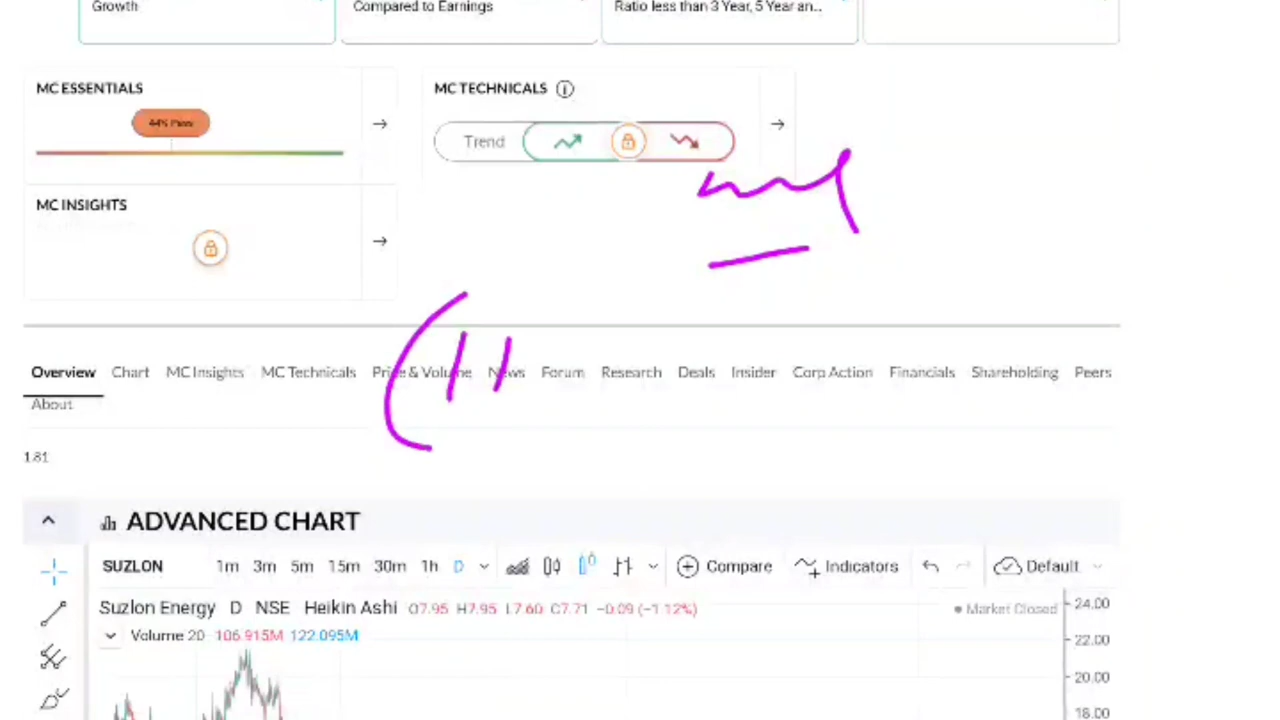 Growth
Compared to Earnings
Ratio less than 3 Year, 5 Year an...
MC ESSENTIALS
44% Pass
MC TECHNICALS
Trend
MC INSIGHTS
Overview Chart MC Insights MC Technicals Price & Volume News Forum Research Deals Insider Corp Action Financials Shareholding Peers
About
1.81
ADVANCED CHART
SUZLON 1m 3m 5m 15m 30m 1h D Compare Indicators Default
Suzlon Energy D NSE Heikin Ashi O7.95 H7.95 L7.60 C7.71 −0.09 (−1.12%) Market Closed 24.00
Volume 20 106.915M 122.095M 22.00
20.00
18.00